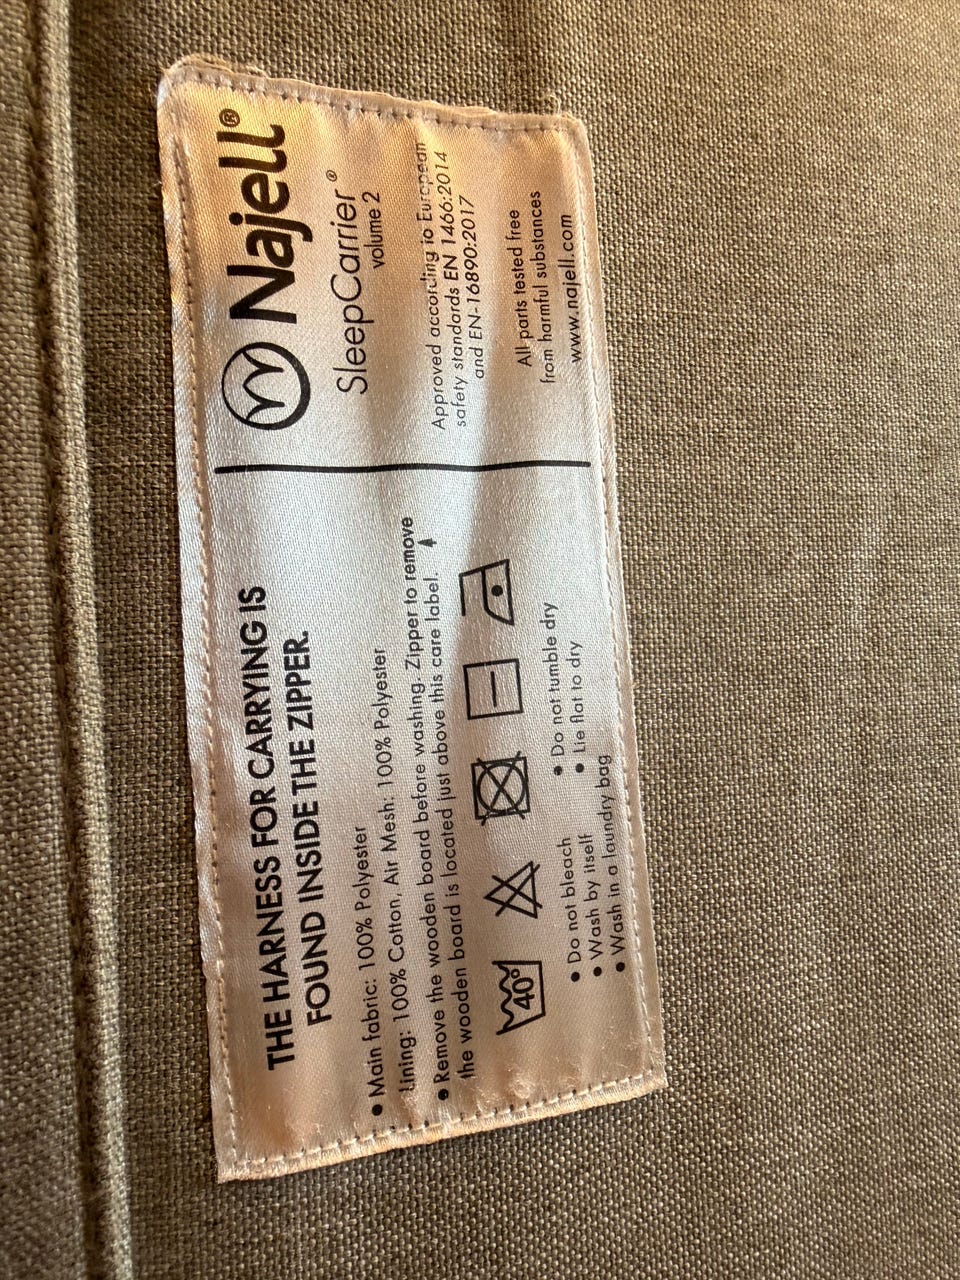 THE HARNESS FOR CARRYING IS
FOUND INSIDE THE ZIPPER.
• Main fabric: 100% Polyester
Lining: 100% Cotton, Air Mesh: 100% Polyester
• Remove the wooden board before washing. Zipper to remove
the wooden board is located just above this care label.
40°
• Do not bleach
• Wash by itself
• Wash in a laundry bag
• Do not tumble dry
• Lie flat to dry
Najell®
SleepCarrier®
volume 2
Approved according to European
safety standards EN 1466:2014
and EN-16890:2017
All parts tested free
from harmful substances
www.najell.com